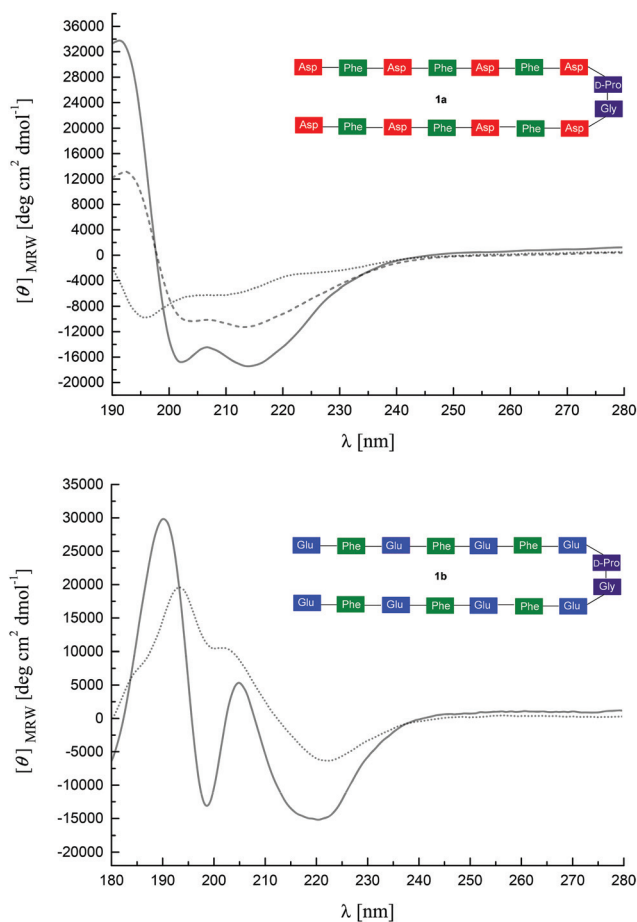 36000
32000
28000
24000
20000
16000
12000
8000
4000
0
-4000
-8000
-12000
-16000
-20000
[θ] MRW [deg cm² dmol⁻¹]
Asp Phe Asp Phe Asp Phe Asp
D-Pro
1a
Gly
Asp Phe Asp Phe Asp Phe Asp
190 200 210 220 230 240 250 260 270 280
λ [nm]
35000
30000
25000
20000
15000
10000
5000
0
-5000
-10000
-15000
-20000
[θ] MRW [deg cm² dmol⁻¹]
Glu Phe Glu Phe Glu Phe Glu
D-Pro
1b
Gly
Glu Phe Glu Phe Glu Phe Glu
180 190 200 210 220 230 240 250 260 270 280
λ [nm]